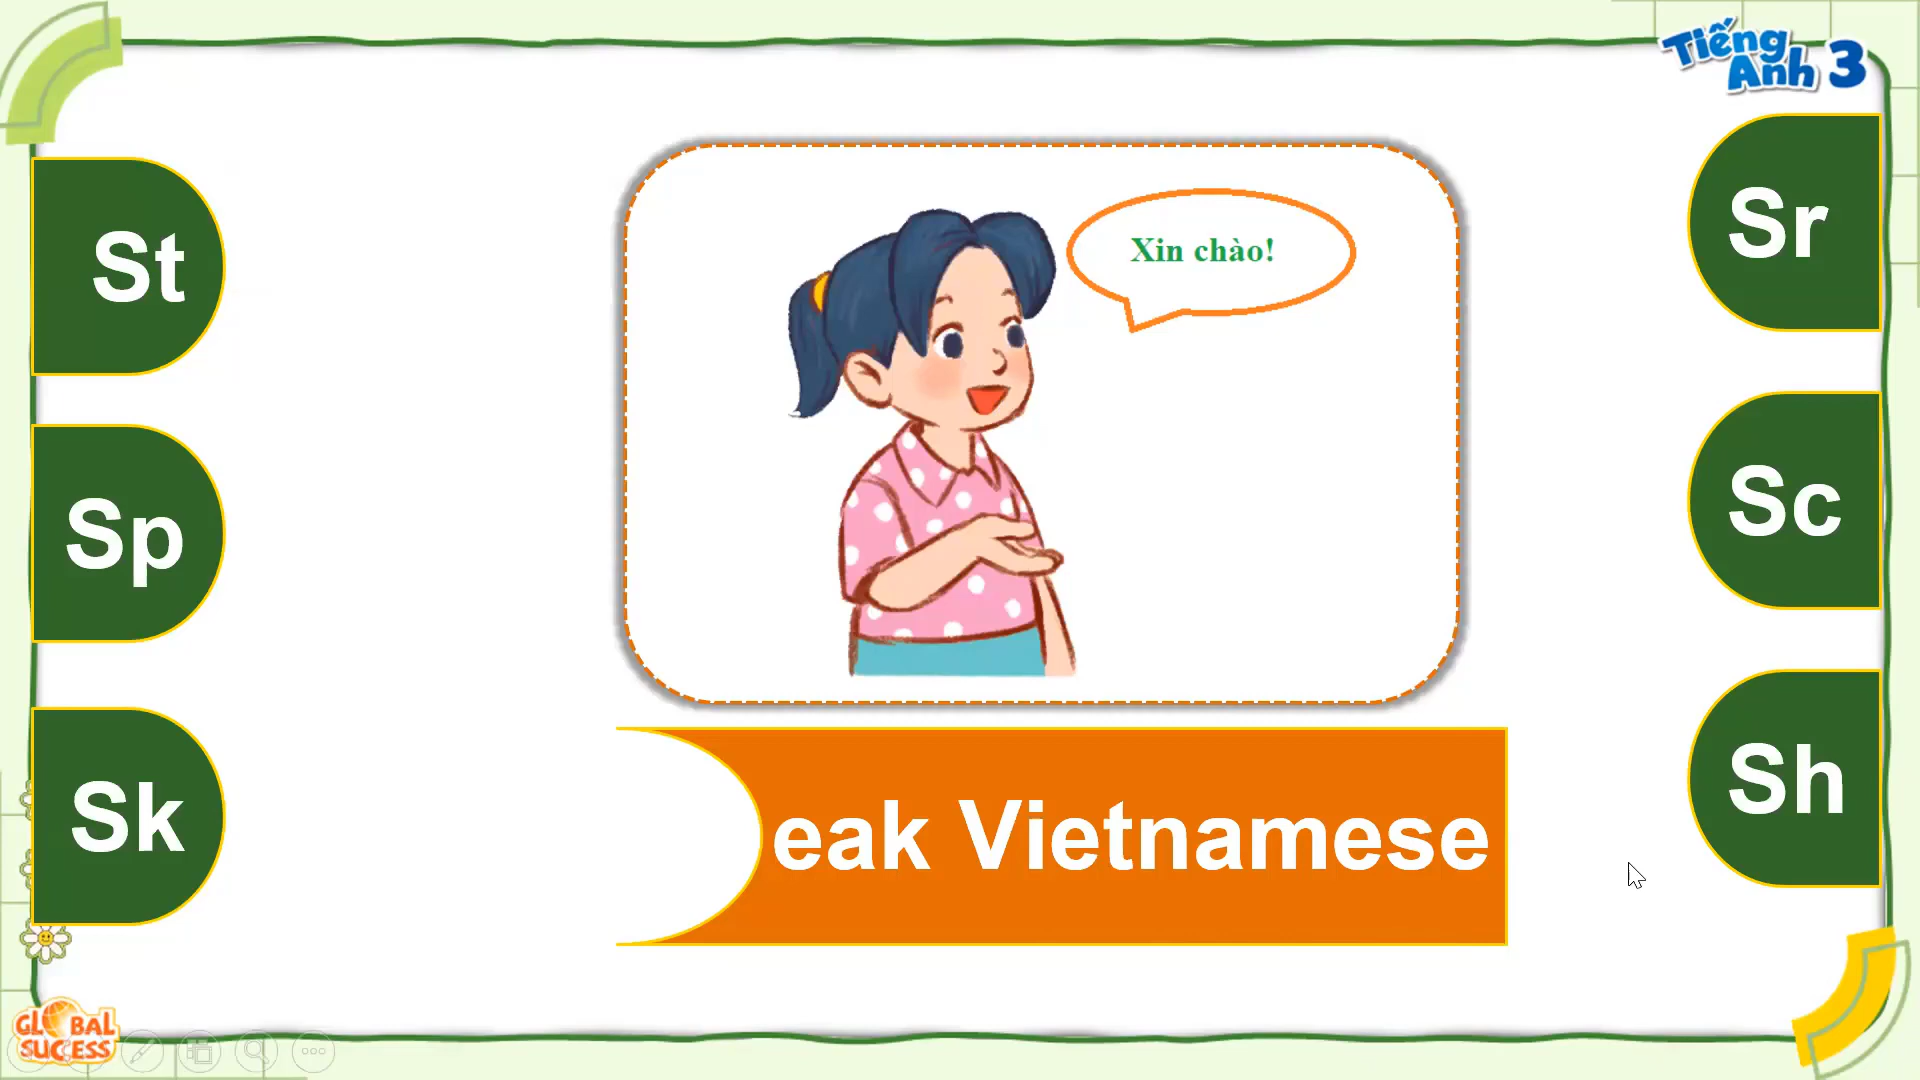 Tiếng
Anh 3
St
Sp
Sk
Xin chào!
eak Vietnamese
Sr
Sc
Sh
GLOBAL
SUCCESS